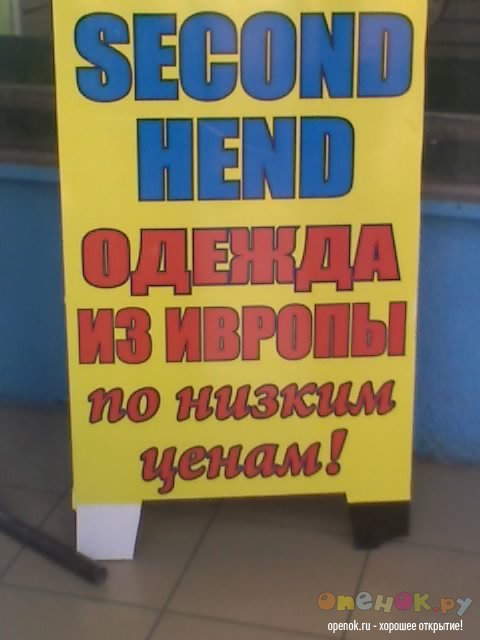 SECOND
HEND
ОДЕЖДА
ИЗ ИВРОПЫ
по низким
ценам!
опенок.ру
openok.ru - хорошее открытие!